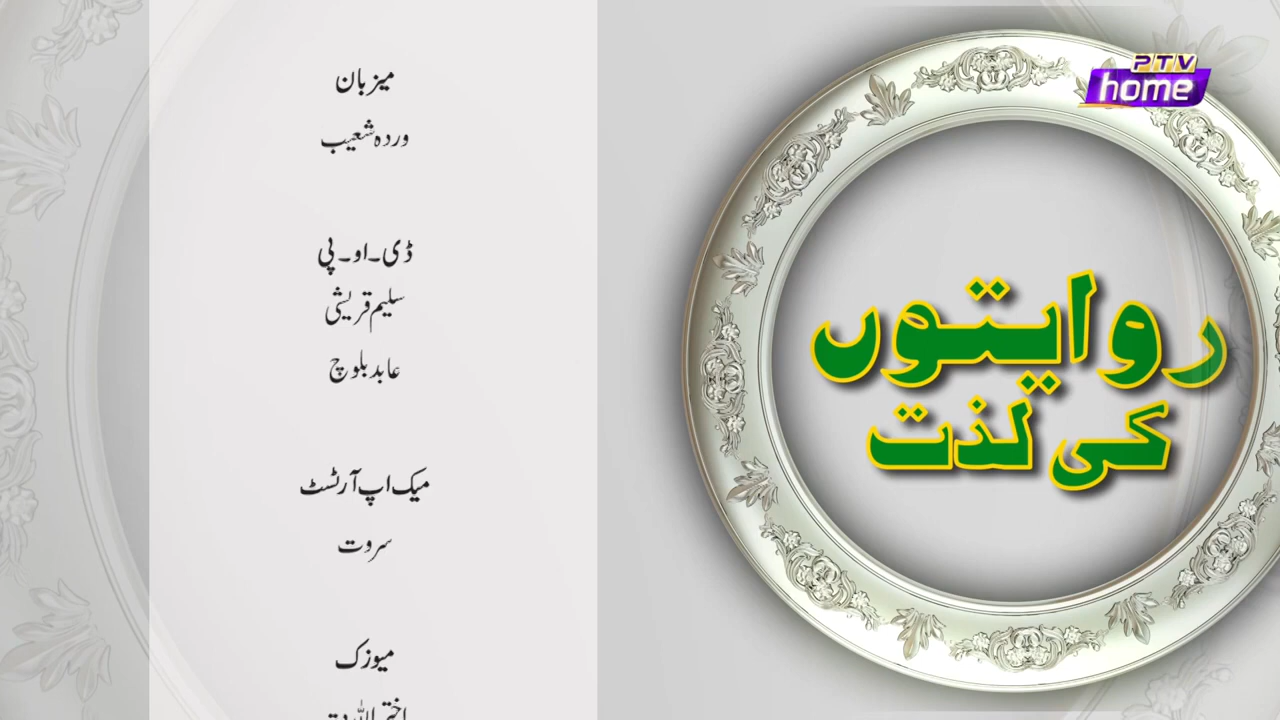 میزبان
وردہ شعیب
ڈی۔او۔پی
سلیم قریشی
عابد بلوچ
میک اپ آرٹسٹ
سروت
میوزک
PTV
home
روایتوں
کی لذت